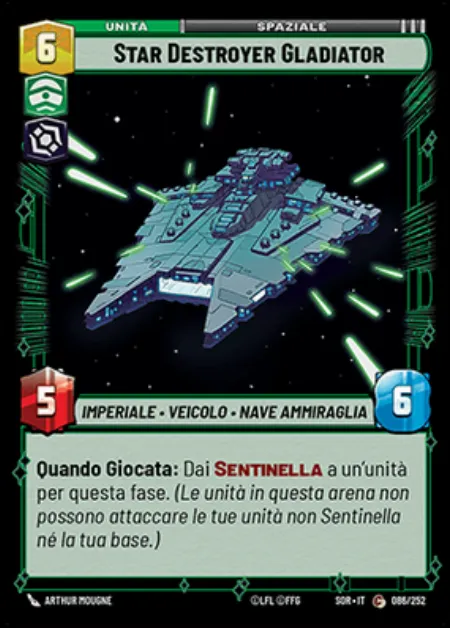 UNITÀ
SPAZIALE
6
STAR DESTROYER GLADIATOR
5
IMPERIALE • VEICOLO • NAVE AMMIRAGLIA
6
Quando Giocata: Dai SENTINELLA a un'unità
per questa fase. (Le unità in questa arena non
possono attaccare le tue unità non Sentinella
né la tua base.)
ARTHUR MOUGNE
©LFL ©FFG
SOR • IT C 086/252